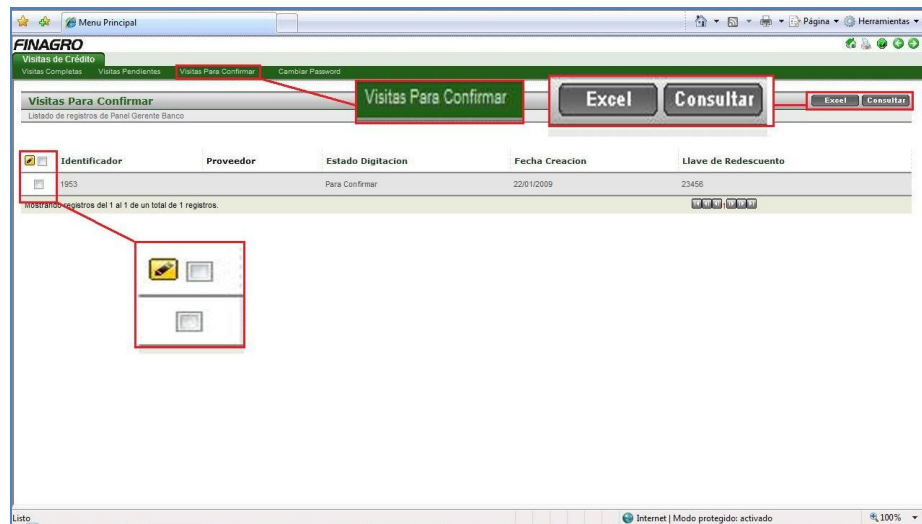 Menu Principal
Página
Herramientas
FINAGRO
Visitas de Crédito
Visitas Completas Visitas Pendientes Visitas Para Confirmar Cambiar Password
Visitas Para Confirmar
Excel Consultar
Visitas Para Confirmar
Excel Consultar
Listado de registros de Panel Gerente Banco
Identificador Proveedor Estado Digitacion Fecha Creacion Llave de Redescuento
1953 Para Confirmar 22/01/2009 23456
Mostrando registros del 1 al 1 de un total de 1 registros.
1
Listo
Internet | Modo protegido: activado
100%